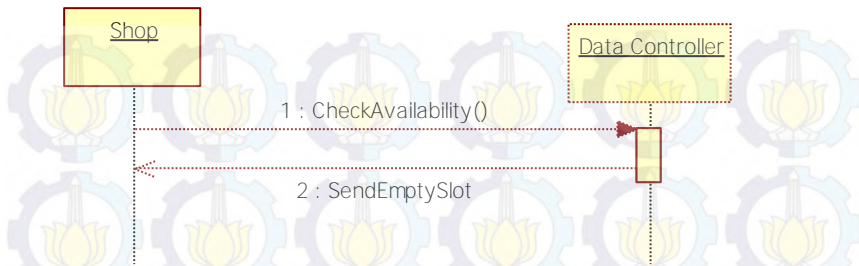 Shop
Data Controller
1 : CheckAvailability()
2 : SendEmptySlot